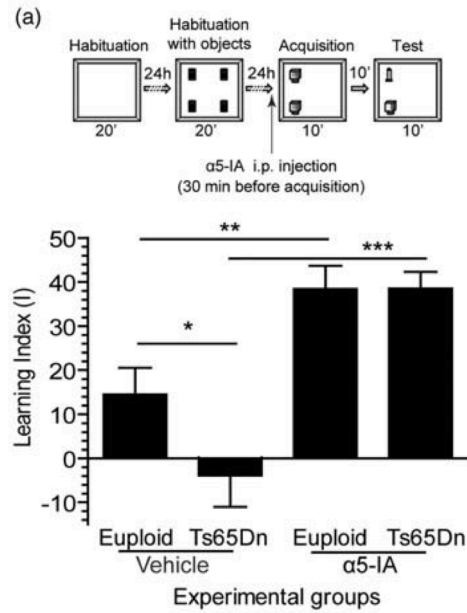 (a)
Habituation
Habituation with objects
Acquisition
Test
24h
24h
10'
20'
20'
10'
10'
α5-IA i.p. injection
(30 min before acquisition)
**
***
*
Learning Index (I)
50
40
30
20
10
0
-10
Euploid Ts65Dn Euploid Ts65Dn
Vehicle α5-IA
Experimental groups